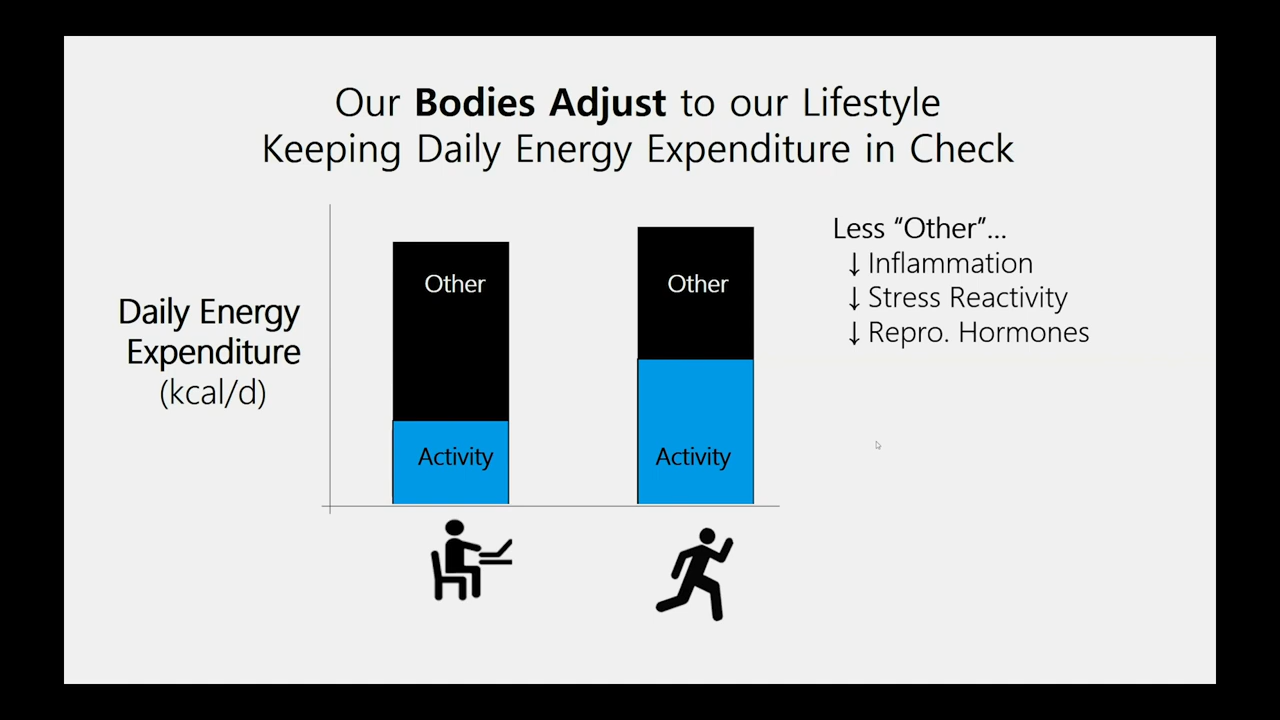 Our Bodies Adjust to our Lifestyle
Keeping Daily Energy Expenditure in Check
Daily Energy
Expenditure
(kcal/d)
Other
Activity
Other
Activity
Less “Other”...
↓ Inflammation
↓ Stress Reactivity
↓ Repro. Hormones